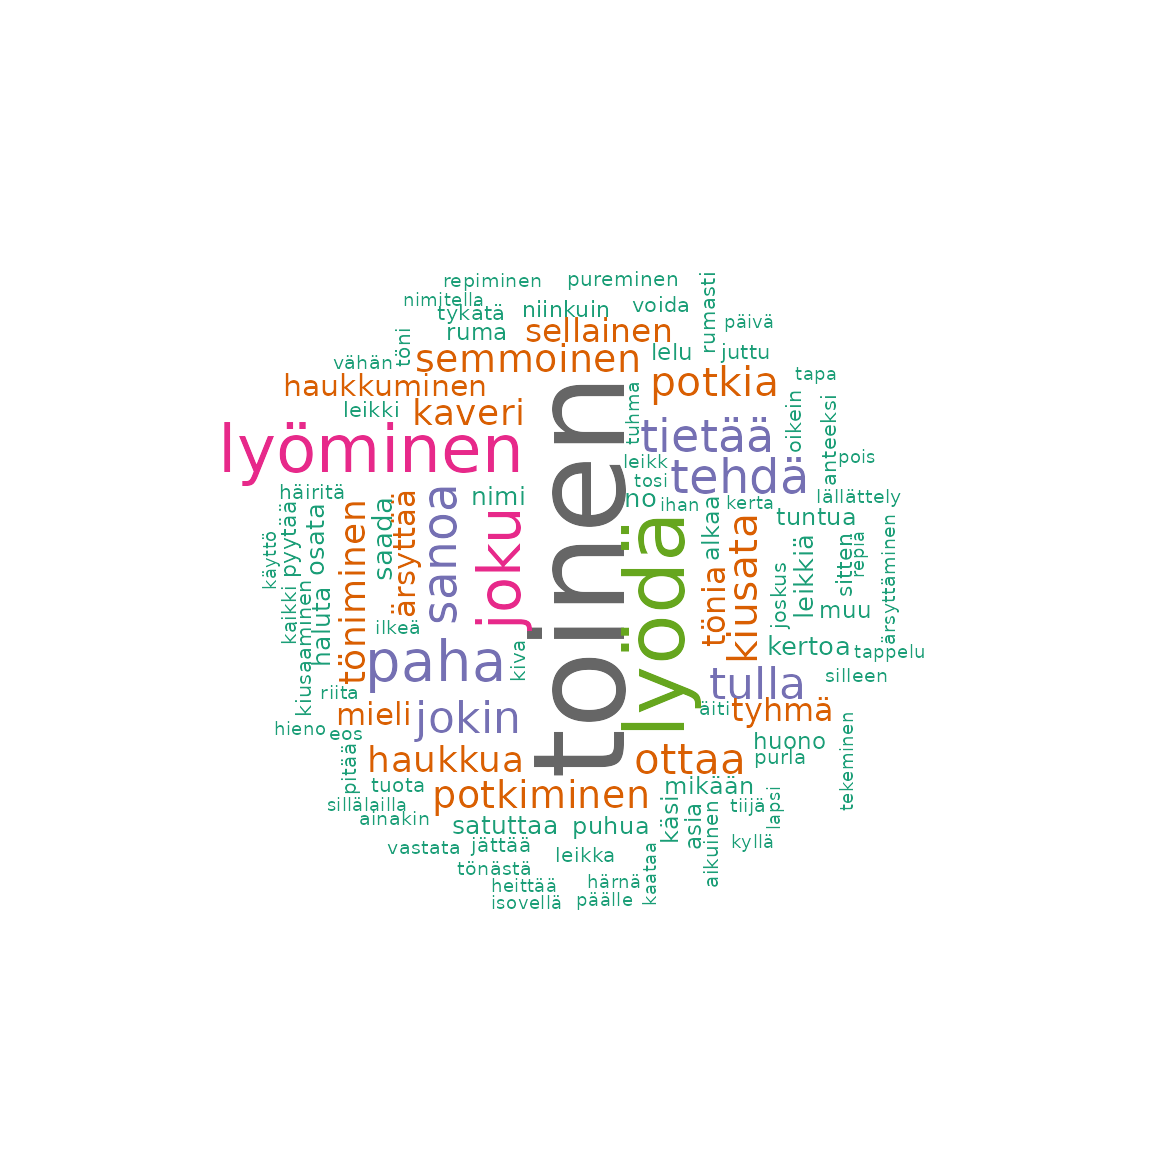 repiminen
pureminen
rumasti
nimitella
tykätä
niinkuin
voida
päivä
töni
ruma
sellainen
juttu
vähän
semmoinen
lelu
haukkuminen
potkia
tapa
leikki
kaveri
tuhma
oikein
anteeksi
lyöminen
toinen
tietää
leikk
pois
tehdä
tosi
häiritä
nimi
no
ihan
kerta
lällättely
käyttö
pyytää
osata
töniminen
saada
ärsyttää
sanoa
joku
lyödä
alkaa
kiusata
tuntua
sitten
repia
ärsyttäminen
leikkiä
joskus
tönia
muu
kaikki
kiusaaminen
haluta
ilkeä
kiva
kertoa
tappelu
paha
tulla
silleen
riita
mieli
jokin
äiti
tyhmä
hieno
eos
huono
pitää
haukkua
ottaa
purla
tekeminen
tuota
potkiminen
mikään
sillälailla
tiijä
lapsi
ainakin
satuttaa
puhua
käsi
asia
aikuinen
kyllä
vastata
jättää
leikka
kaataa
tönästä
heittää
härnä
isovellä
päälle